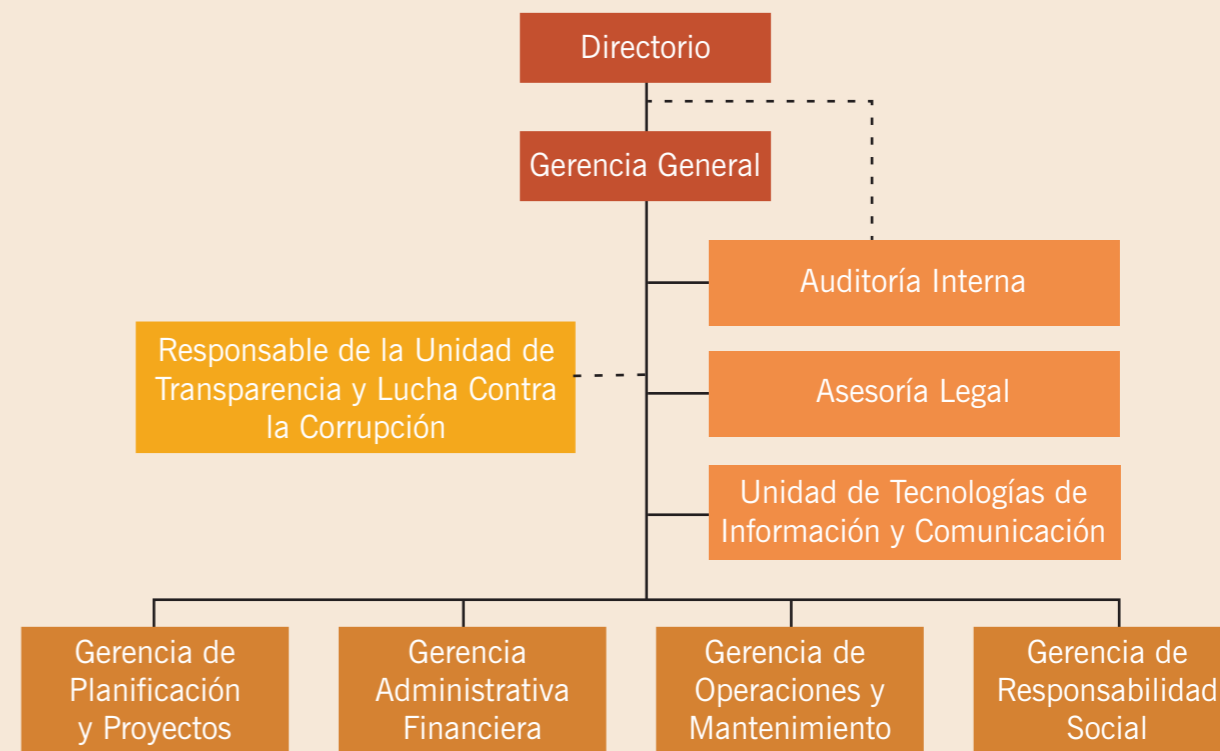 Directorio
Gerencia General
Auditoría Interna
Responsable de la Unidad de
Transparencia y Lucha Contra
la Corrupción
Asesoría Legal
Unidad de Tecnologías de
Información y Comunicación
Gerencia de
Planificación
y Proyectos
Gerencia
Administrativa
Financiera
Gerencia de
Operaciones y
Mantenimiento
Gerencia de
Responsabilidad
Social